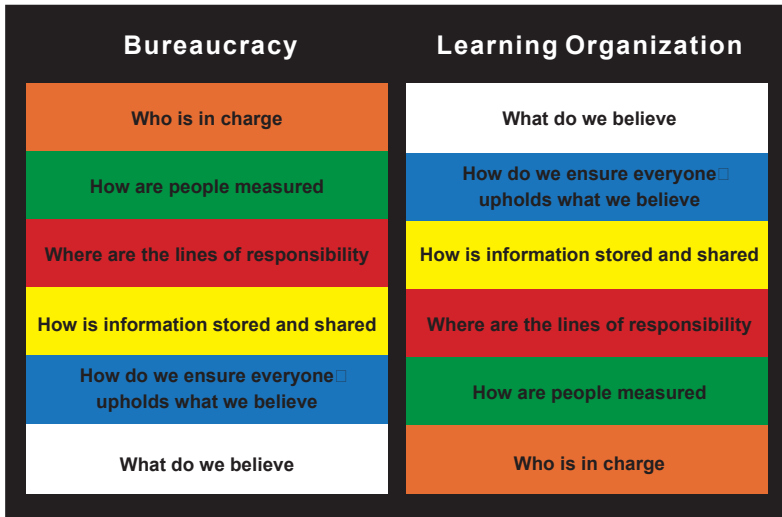 Bureaucracy
Who is in charge
How are people measured
Where are the lines of responsibility
How is information stored and shared
How do we ensure everyone□
upholds what we believe
What do we believe
Learning Organization
What do we believe
How do we ensure everyone□
upholds what we believe
How is information stored and shared
Where are the lines of responsibility
How are people measured
Who is in charge